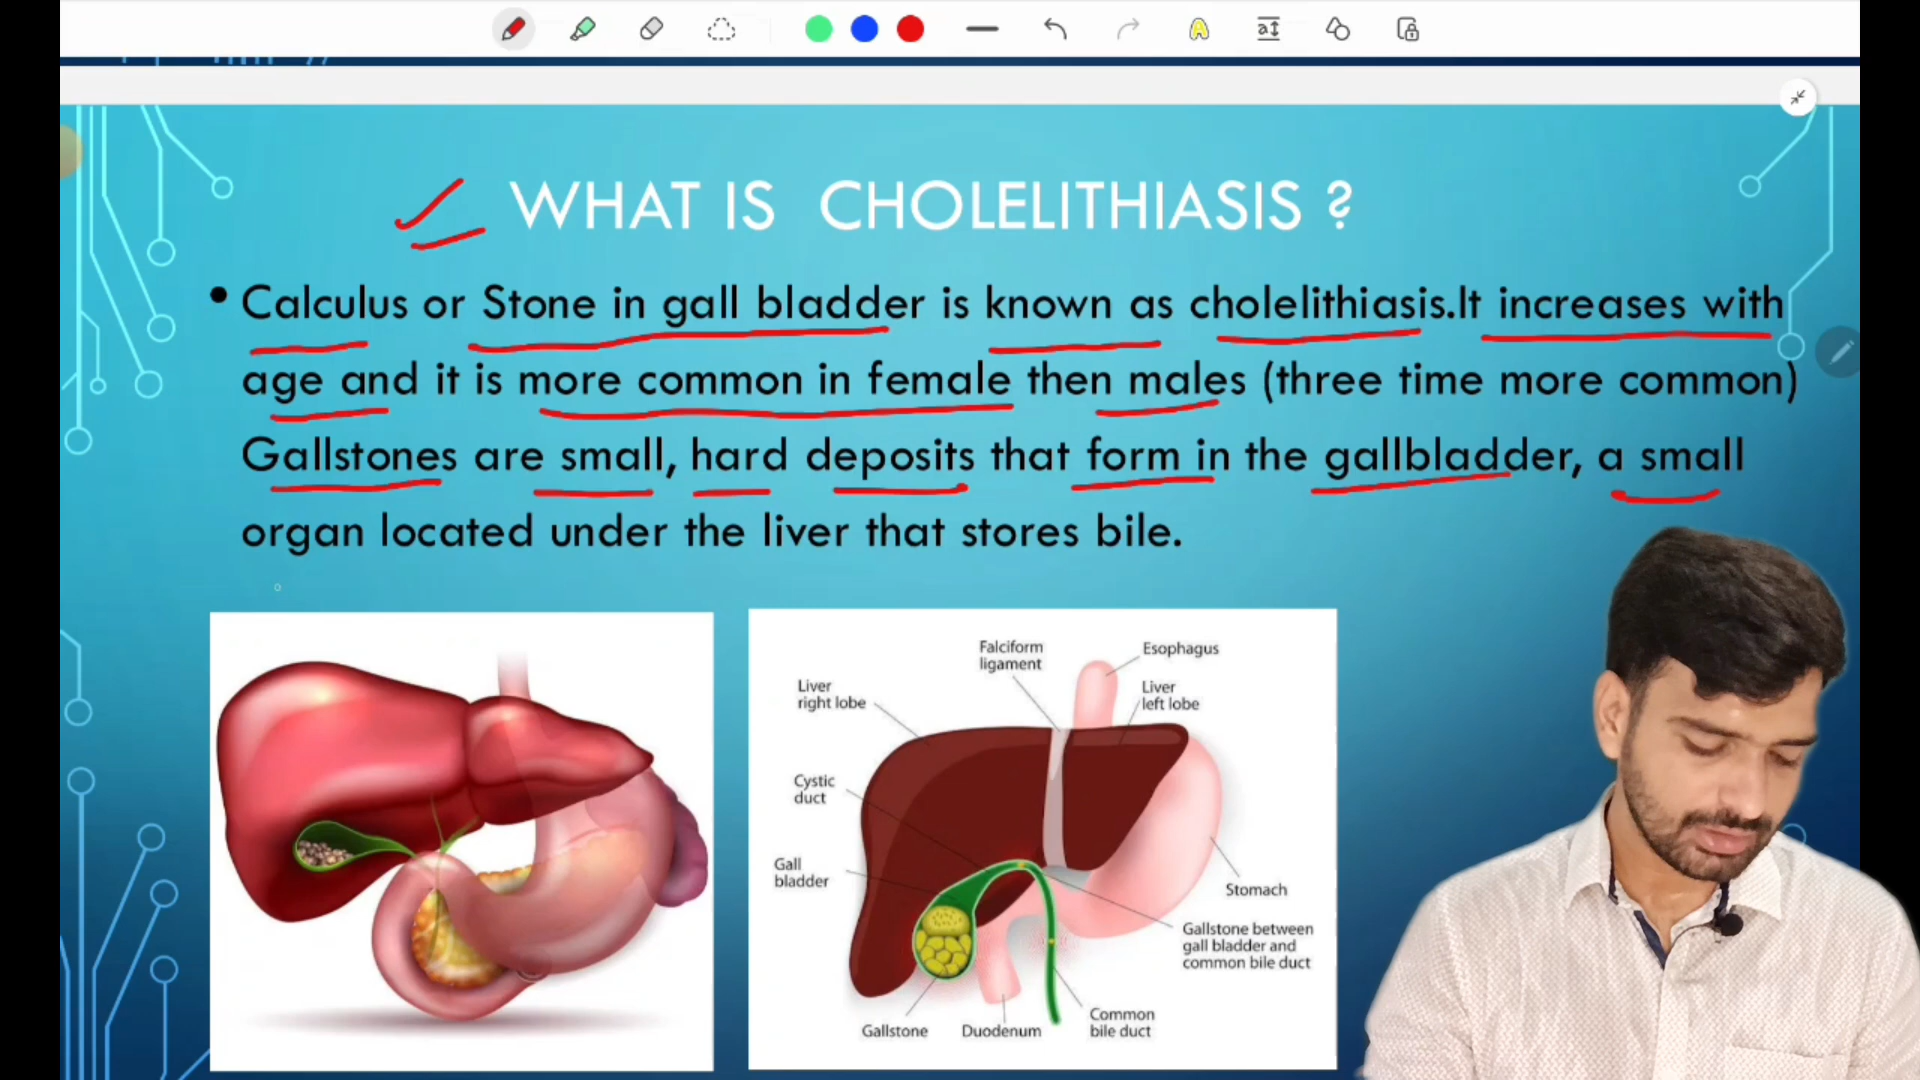 WHAT IS CHOLELITHIASIS ?
• Calculus or Stone in gall bladder is known as cholelithiasis.It increases with
age and it is more common in female then males (three time more common)
Gallstones are small, hard deposits that form in the gallbladder, a small
organ located under the liver that stores bile.
Falciform
ligament
Esophagus
Liver
right lobe
Liver
left lobe
Cystic
duct
Gall
bladder
Stomach
Gallstone between
gall bladder and
common bile duct
Gallstone
Duodenum
Common
bile duct